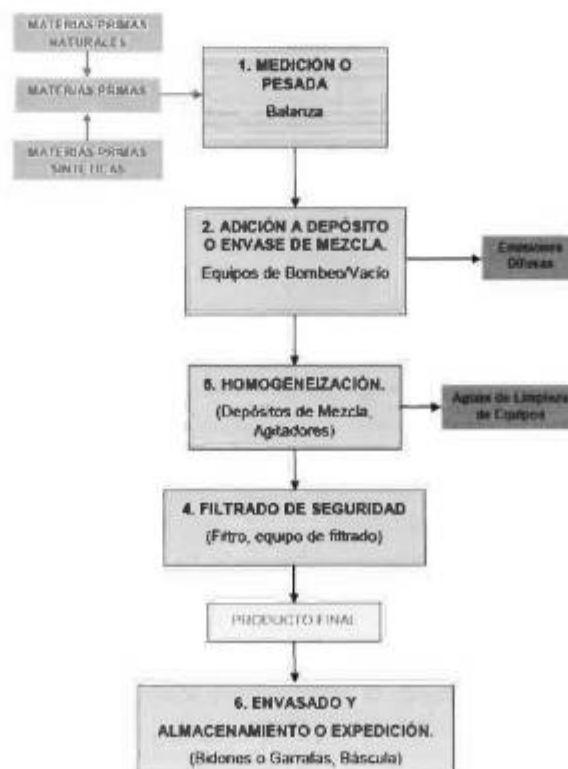 MATERIAS PRIMAS
NATURALES
MATERIAS PRIMAS
MATERIAS PRIMAS
SINTETICAS
1. MEDICION O
PESADA
Balanza
2. ADICIÓN A DEPÓSITO
O ENVASE DE MEZCLA.
Equipos de Bombeo/Vacío
Emisiones
Difusas
5. HOMOGENEIZACIÓN.
(Depósitos de Mezcla,
Agitadores)
Aguas de Limpieza
de Equipos
4. FILTRADO DE SEGURIDAD
(Filtro, equipo de filtrado)
PRODUCTO FINAL
6. ENVASADO Y
ALMACENAMIENTO O EXPEDICIÓN.
(Bidones o Garrafas, Báscula)